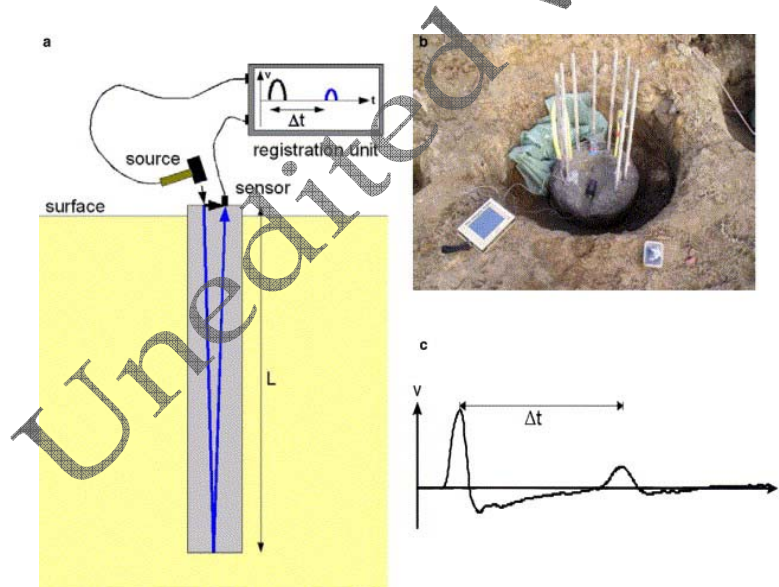 a
b
v
t
Δt
registration unit
source
sensor
surface
L
c
v
Δt
Unedited